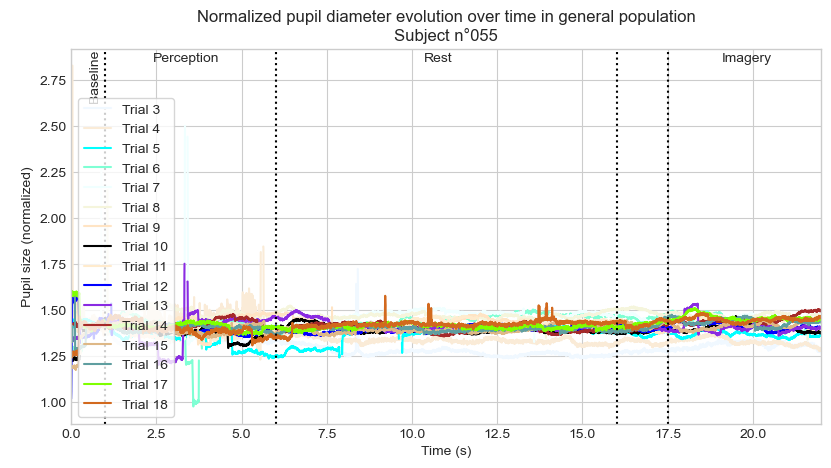 Normalized pupil diameter evolution over time in general population
Subject n°055
Baseline
Perception
Rest
Imagery
Pupil size (normalized)
2.75
2.50
2.25
2.00
1.75
1.50
1.25
1.00
Trial 3
Trial 4
Trial 5
Trial 6
Trial 7
Trial 8
Trial 9
Trial 10
Trial 11
Trial 12
Trial 13
Trial 14
Trial 15
Trial 16
Trial 17
Trial 18
0.0 2.5 5.0 7.5 10.0 12.5 15.0 17.5 20.0
Time (s)